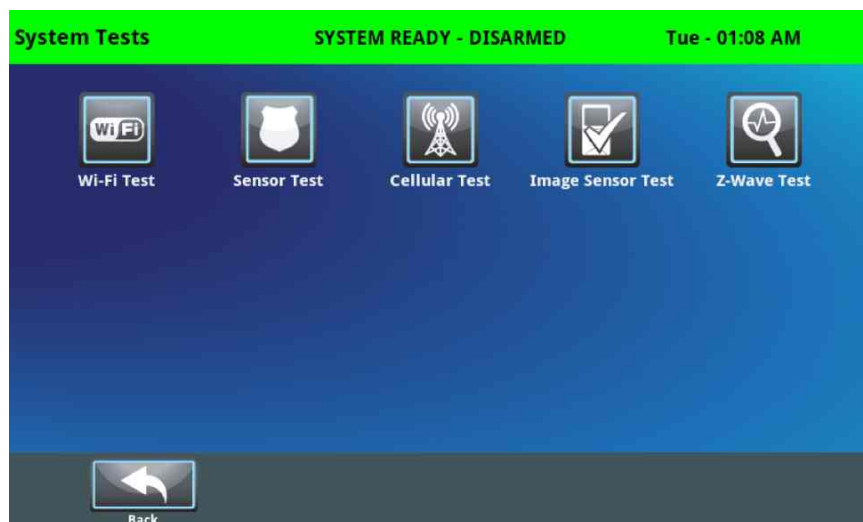 System Tests SYSTEM READY - DISARMED Tue - 01:08 AM
Wi Fi
Wi-Fi Test Sensor Test Cellular Test Image Sensor Test Z-Wave Test
Back